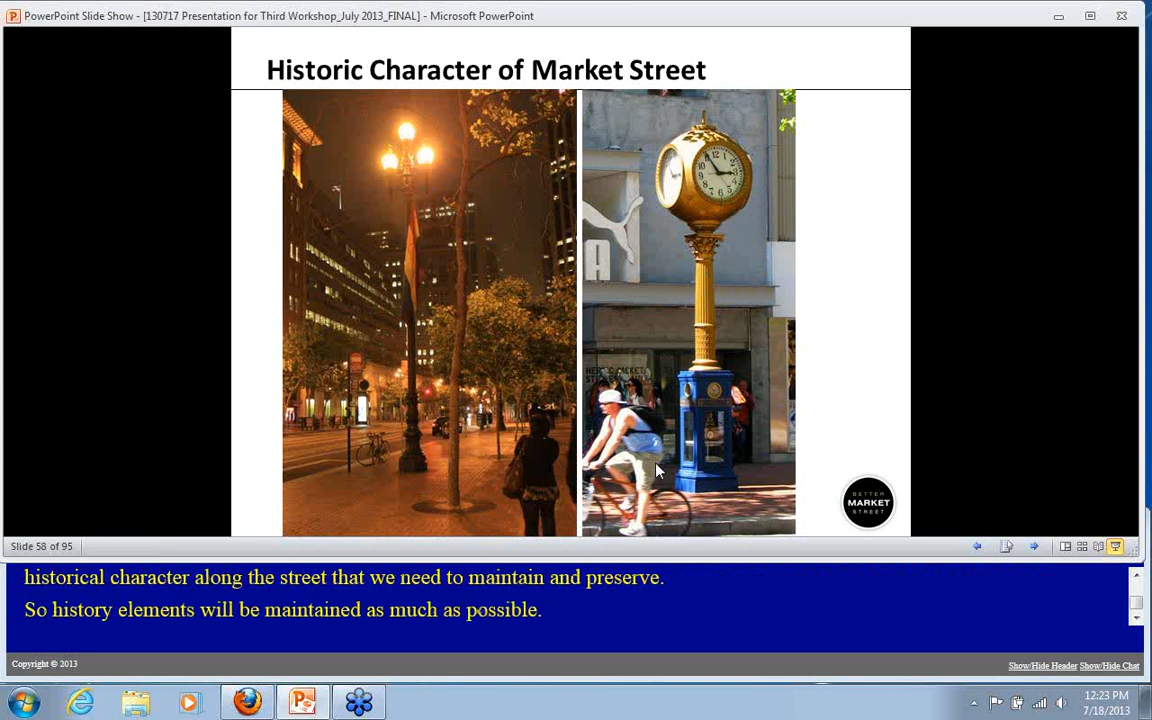 PowerPoint Slide Show - [130717 Presentation for Third Workshop_July 2013_FINAL] - Microsoft PowerPoint
Historic Character of Market Street
BETTER
MARKET
STREET
Slide 58 of 95
historical character along the street that we need to maintain and preserve.
So history elements will be maintained as much as possible.
Copyright © 2013
Show/Hide Header Show/Hide Chat
12:23 PM
7/18/2013